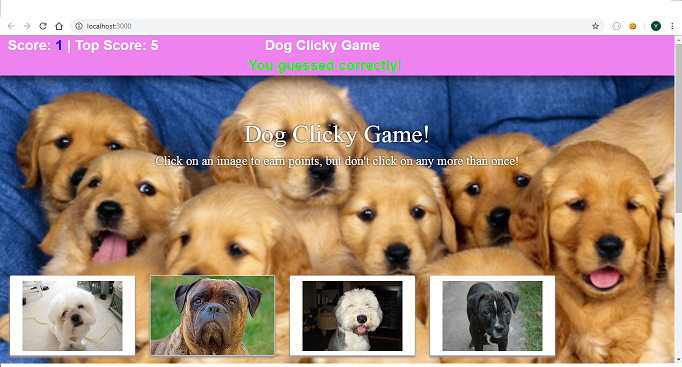 localhost:3000
Y
Score: 1 | Top Score: 5
Dog Clicky Game
You guessed correctly!
Dog Clicky Game!
Click on an image to earn points, but don't click on any more than once!